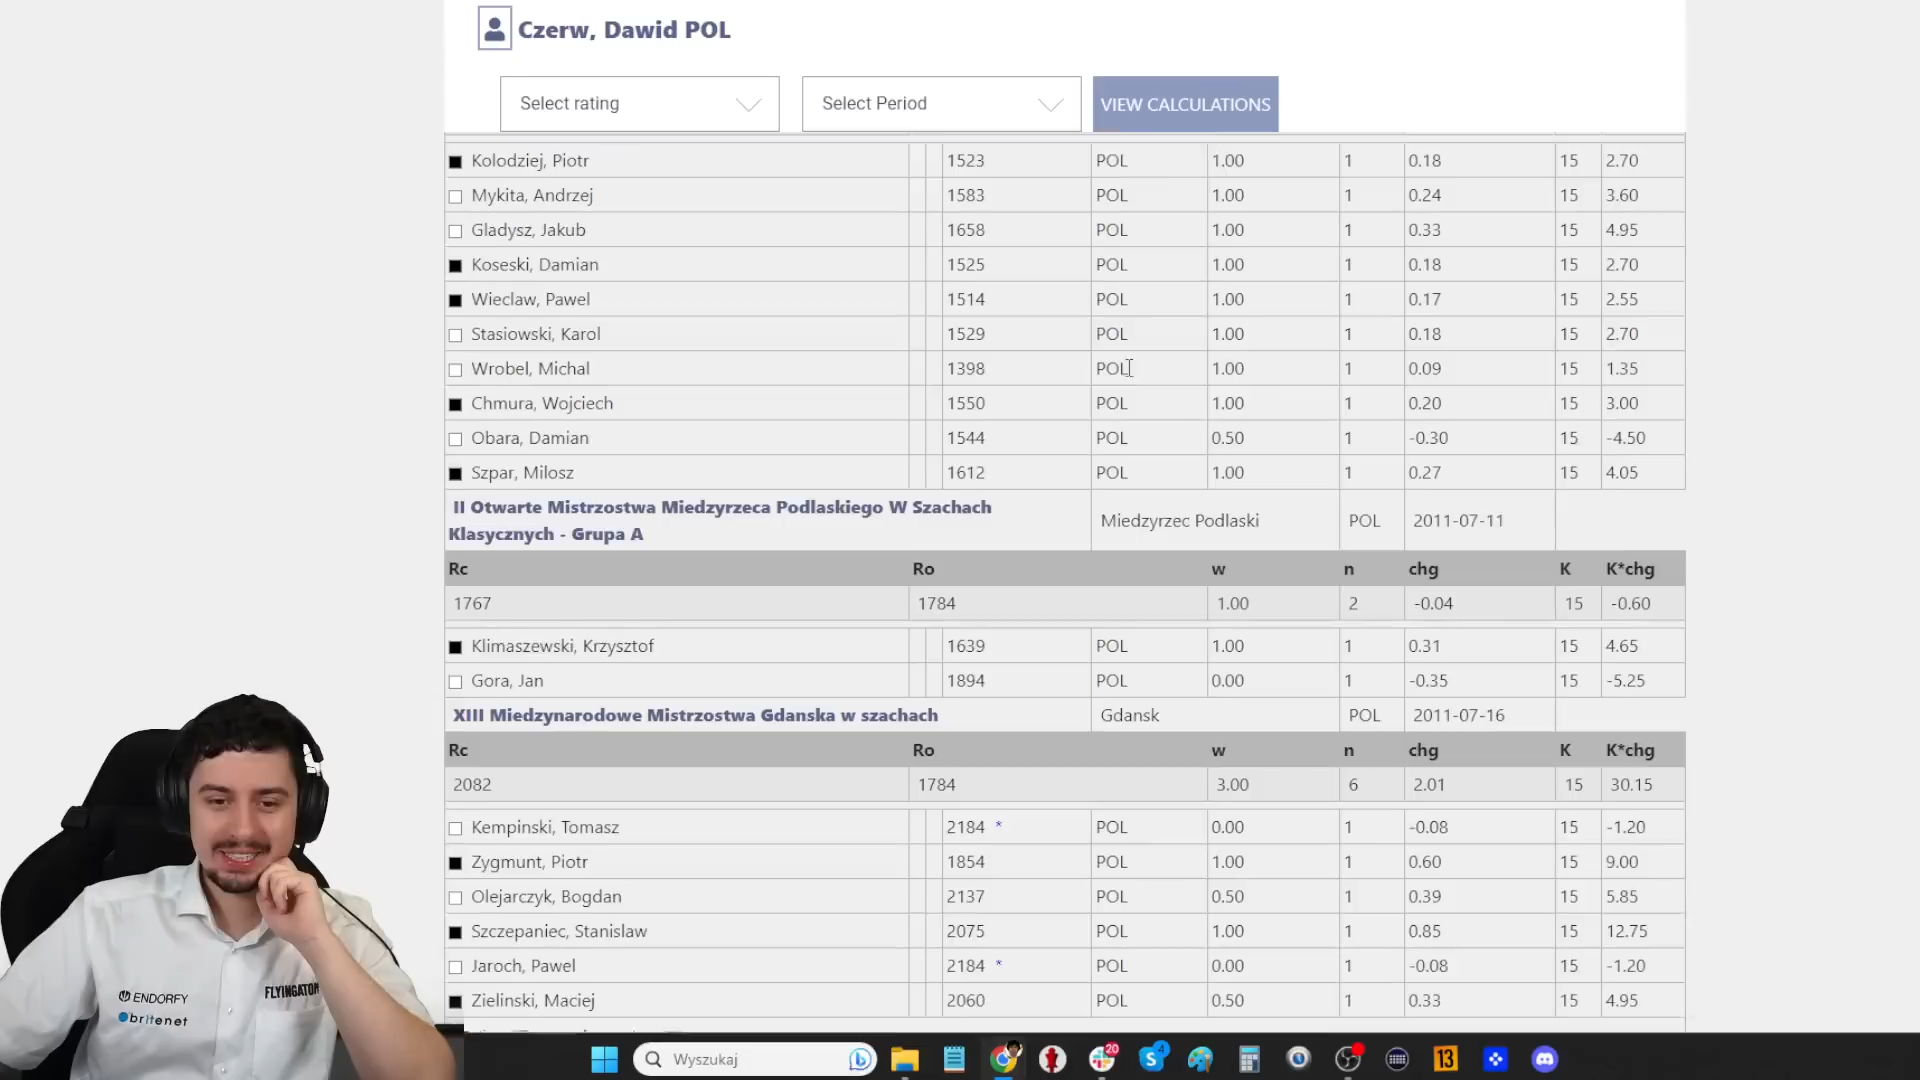 Czerw, Dawid POL
Select rating
Select Period
VIEW CALCULATIONS
Kolodziej, Piotr 1523 POL 1.00 1 0.18 15 2.70
Mykita, Andrzej 1583 POL 1.00 1 0.24 15 3.60
Gladysz, Jakub 1658 POL 1.00 1 0.33 15 4.95
Koseski, Damian 1525 POL 1.00 1 0.18 15 2.70
Wieclaw, Pawel 1514 POL 1.00 1 0.17 15 2.55
Stasiowski, Karol 1529 POL 1.00 1 0.18 15 2.70
Wrobel, Michal 1398 POL 1.00 1 0.09 15 1.35
Chmura, Wojciech 1550 POL 1.00 1 0.20 15 3.00
Obara, Damian 1544 POL 0.50 1 -0.30 15 -4.50
Szpar, Milosz 1612 POL 1.00 1 0.27 15 4.05
II Otwarte Mistrzostwa Miedzyrzeca Podlaskiego W Szachach
Klasycznych - Grupa A
Miedzyrzec Podlaski POL 2011-07-11
Rc Ro w n chg K K*chg
1767 1784 1.00 2 -0.04 15 -0.60
Klimaszewski, Krzysztof 1639 POL 1.00 1 0.31 15 4.65
Gora, Jan 1894 POL 0.00 1 -0.35 15 -5.25
XIII Miedzynarodowe Mistrzostwa Gdanska w szachach Gdansk POL 2011-07-16
Rc Ro w n chg K K*chg
2082 1784 3.00 6 2.01 15 30.15
Kempinski, Tomasz 2184 * POL 0.00 1 -0.08 15 -1.20
Zygmunt, Piotr 1854 POL 1.00 1 0.60 15 9.00
Olejarczyk, Bogdan 2137 POL 0.50 1 0.39 15 5.85
Szczepaniec, Stanislaw 2075 POL 1.00 1 0.85 15 12.75
Jaroch, Pawel 2184 * POL 0.00 1 -0.08 15 -1.20
Zielinski, Maciej 2060 POL 0.50 1 0.33 15 4.95
ENDORFY
FLYINGATOM
britenet
Wyszukaj
20
4
13